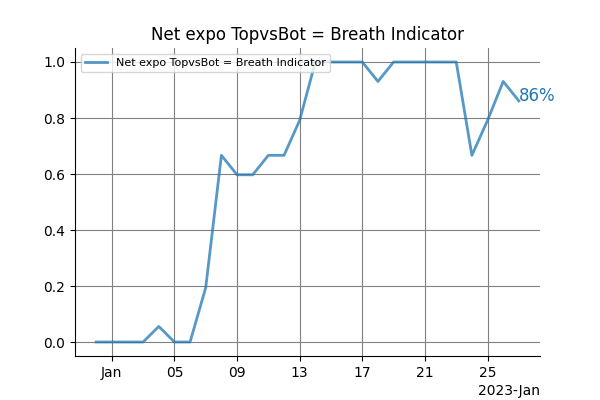 Net expo TopvsBot = Breath Indicator
Net expo TopvsBot = Breath Indicator
1.0
86%
0.8
0.6
0.4
0.2
0.0
Jan 05 09 13 17 21 25
2023-Jan